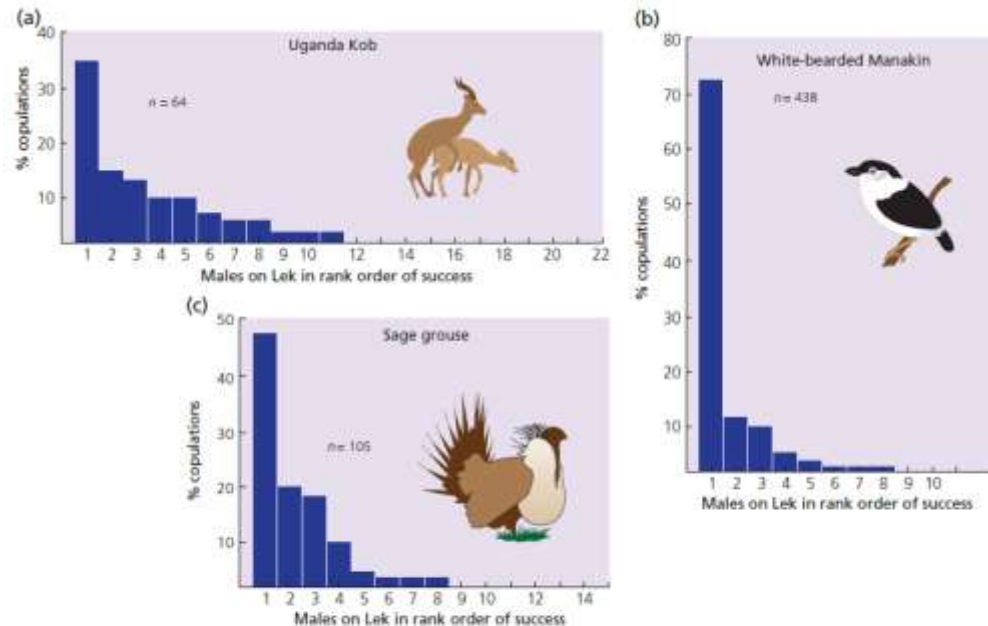 (a)
Uganda Kob
n = 64
% copulations
40
30
20
10
1 2 3 4 5 6 7 8 9 10 12 14 16 18 20 22
Males on Lek in rank order of success
(b)
White-bearded Manakin
n = 438
% copulations
80
70
60
50
40
30
20
10
1 2 3 4 5 6 7 8 9 10
Males on Lek in rank order of success
(c)
Sage grouse
n = 105
% copulations
50
40
30
20
10
1 2 3 4 5 6 7 8 9 10 12 14
Males on Lek in rank order of success